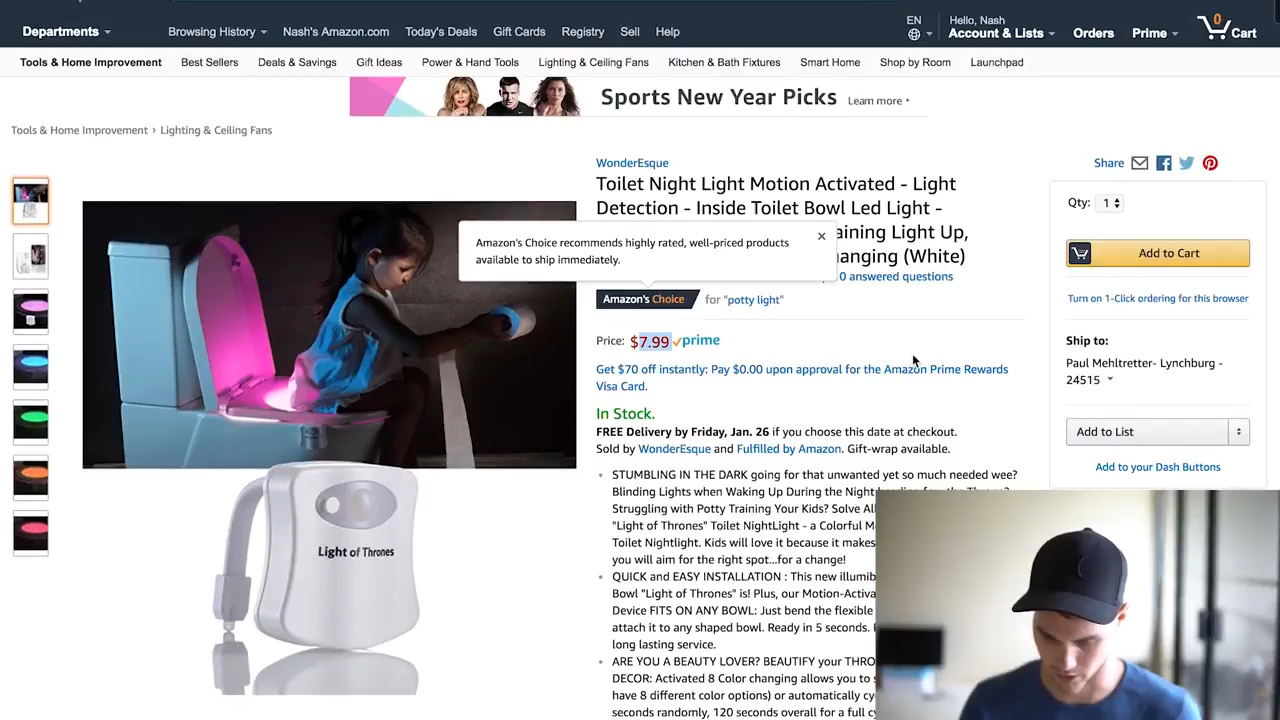 EN
Hello, Nash
Departments
Browsing History
Nash's Amazon.com
Today's Deals
Gift Cards
Registry
Sell
Help
Account & Lists
Orders
Prime
0
Cart
Tools & Home Improvement
Best Sellers
Deals & Savings
Gift Ideas
Power & Hand Tools
Lighting & Ceiling Fans
Kitchen & Bath Fixtures
Smart Home
Shop by Room
Launchpad
Sports New Year Picks Learn more
Tools & Home Improvement › Lighting & Ceiling Fans
WonderEsque
Toilet Night Light Motion Activated - Light
Detection - Inside Toilet Bowl Led Light -
aining Light Up,
anging (White)
Amazon's Choice recommends highly rated, well-priced products
available to ship immediately.
0 answered questions
Amazon's Choice for "potty light"
Price: $7.99 prime
Get $70 off instantly: Pay $0.00 upon approval for the Amazon Prime Rewards
Visa Card.
In Stock.
FREE Delivery by Friday, Jan. 26 if you choose this date at checkout.
Sold by WonderEsque and Fulfilled by Amazon. Gift-wrap available.
STUMBLING IN THE DARK going for that unwanted yet so much needed wee?
Blinding Lights when Waking Up During the Night
Struggling with Potty Training Your Kids? Solve All
"Light of Thrones" Toilet NightLight - a Colorful M
Toilet Nightlight. Kids will love it because it makes
you will aim for the right spot...for a change!
QUICK and EASY INSTALLATION : This new illumib
Bowl "Light of Thrones" is! Plus, our Motion-Activa
Device FITS ON ANY BOWL: Just bend the flexible
attach it to any shaped bowl. Ready in 5 seconds.
long lasting service.
ARE YOU A BEAUTY LOVER? BEAUTIFY your THRO
DECOR: Activated 8 Color changing allows you to s
have 8 different color options) or automatically cy
seconds randomly, 120 seconds overall for a full cy
Light of Thrones
Share
Qty: 1
Add to Cart
Turn on 1-Click ordering for this browser
Ship to:
Paul Mehltretter- Lynchburg -
24515
Add to List
Add to your Dash Buttons